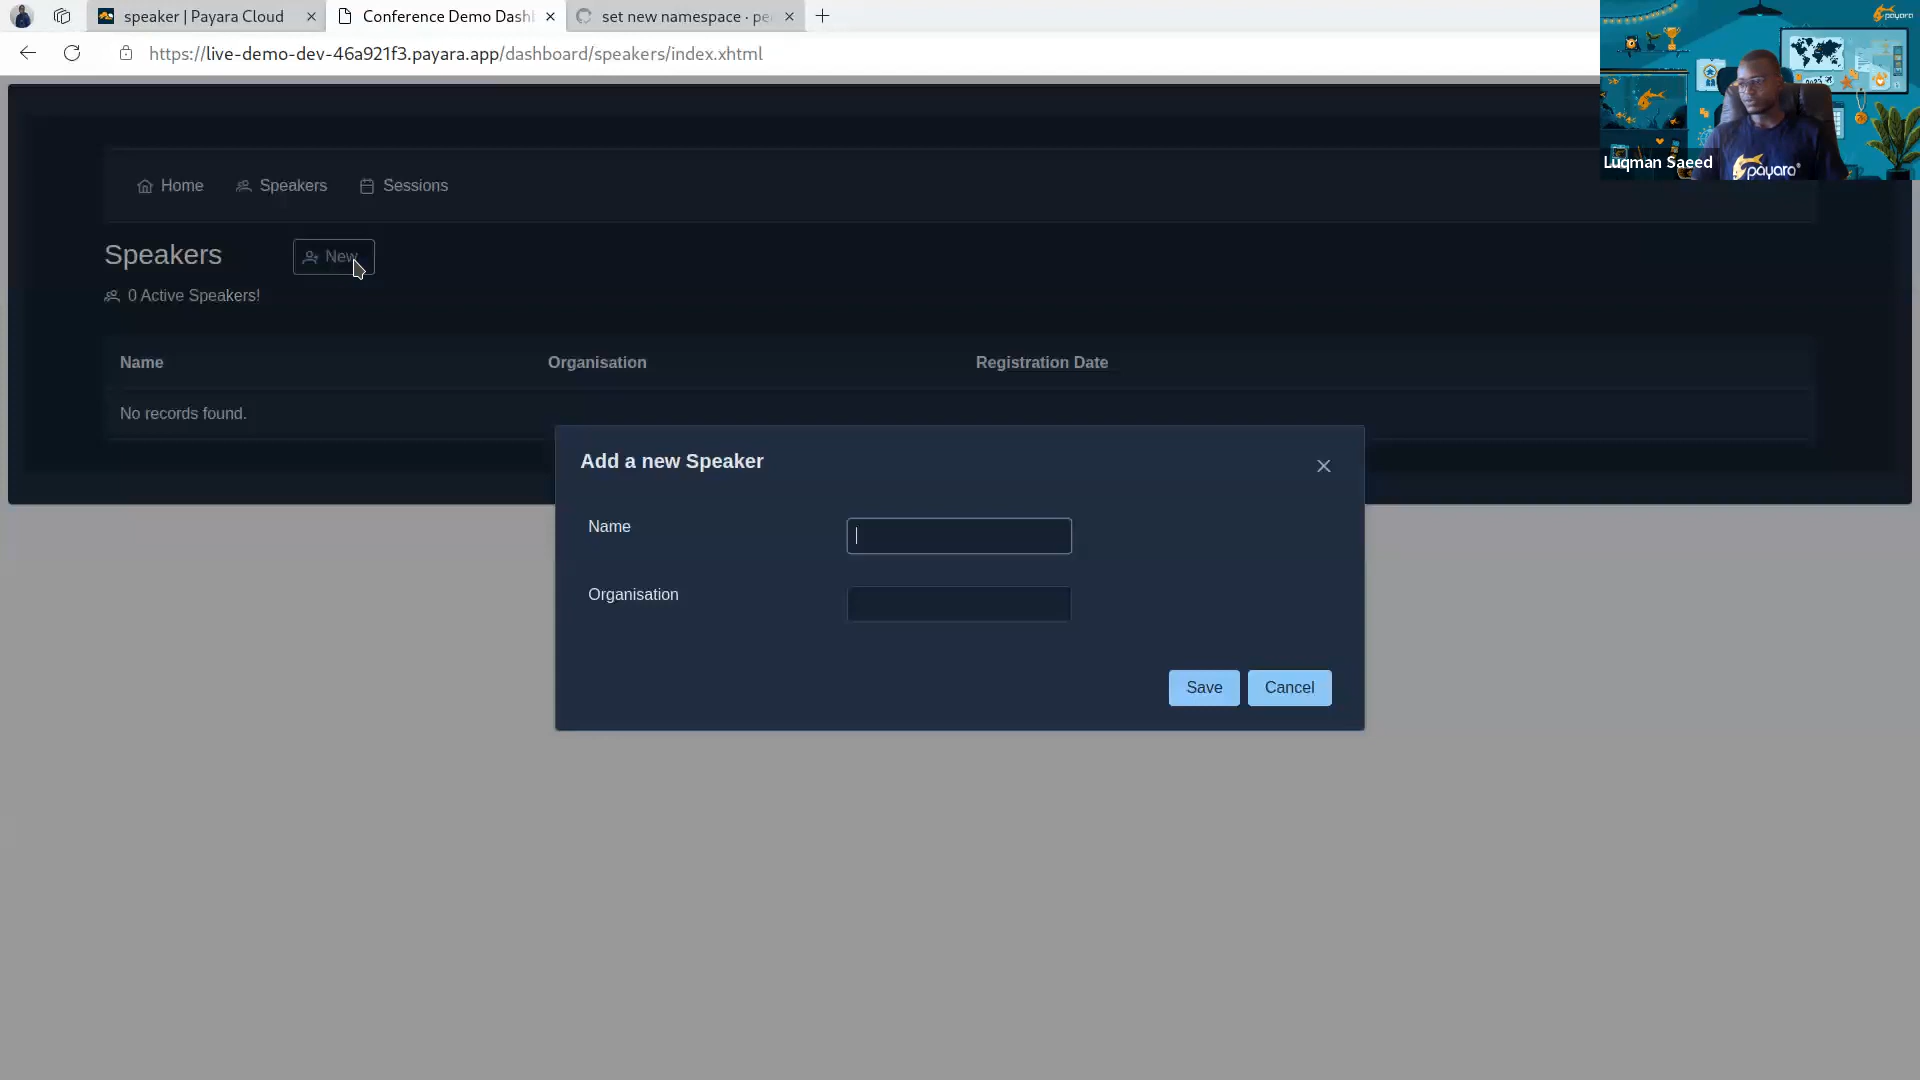 speaker | Payara Cloud
Conference Demo Dash
set new namespace · pe
https://live-demo-dev-46a921f3.payara.app/dashboard/speakers/index.xhtml
payara
Luqman Saeed
payara
Home
Speakers
Sessions
Speakers
New
0 Active Speakers!
Name
Organisation
Registration Date
No records found.
Add a new Speaker
Name
Organisation
Save
Cancel